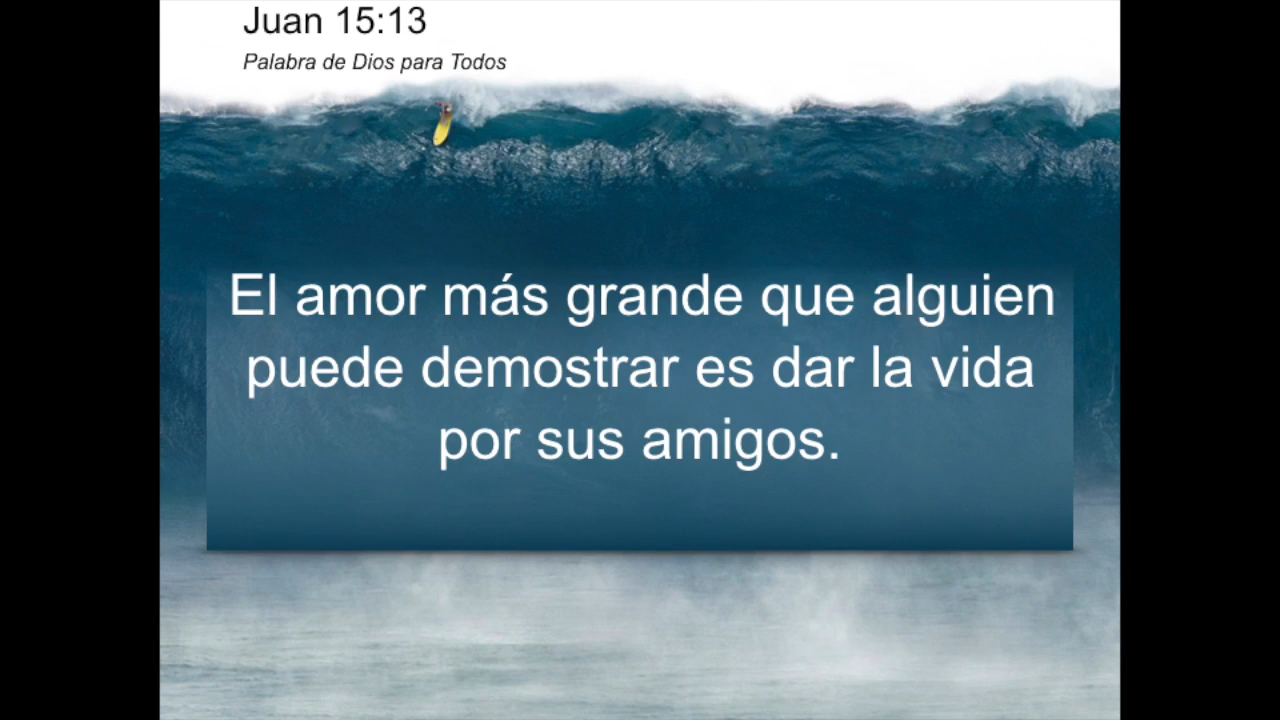 Juan 15:13
Palabra de Dios para Todos
El amor más grande que alguien
puede demostrar es dar la vida
por sus amigos.